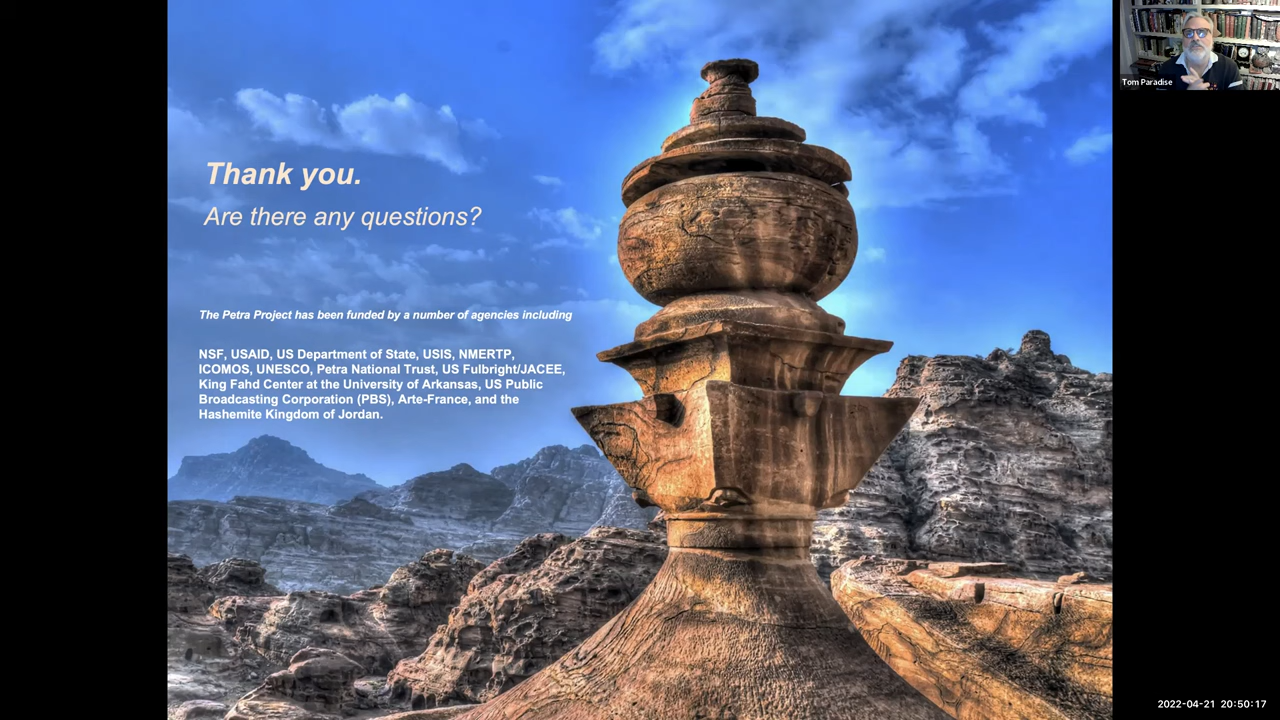 Thank you.
Are there any questions?
The Petra Project has been funded by a number of agencies including
NSF, USAID, US Department of State, USIS, NMERTP,
ICOMOS, UNESCO, Petra National Trust, US Fulbright/JACEE,
King Fahd Center at the University of Arkansas, US Public
Broadcasting Corporation (PBS), Arte-France, and the
Hashemite Kingdom of Jordan.
Tom Paradise
2022-04-21 20:50:17